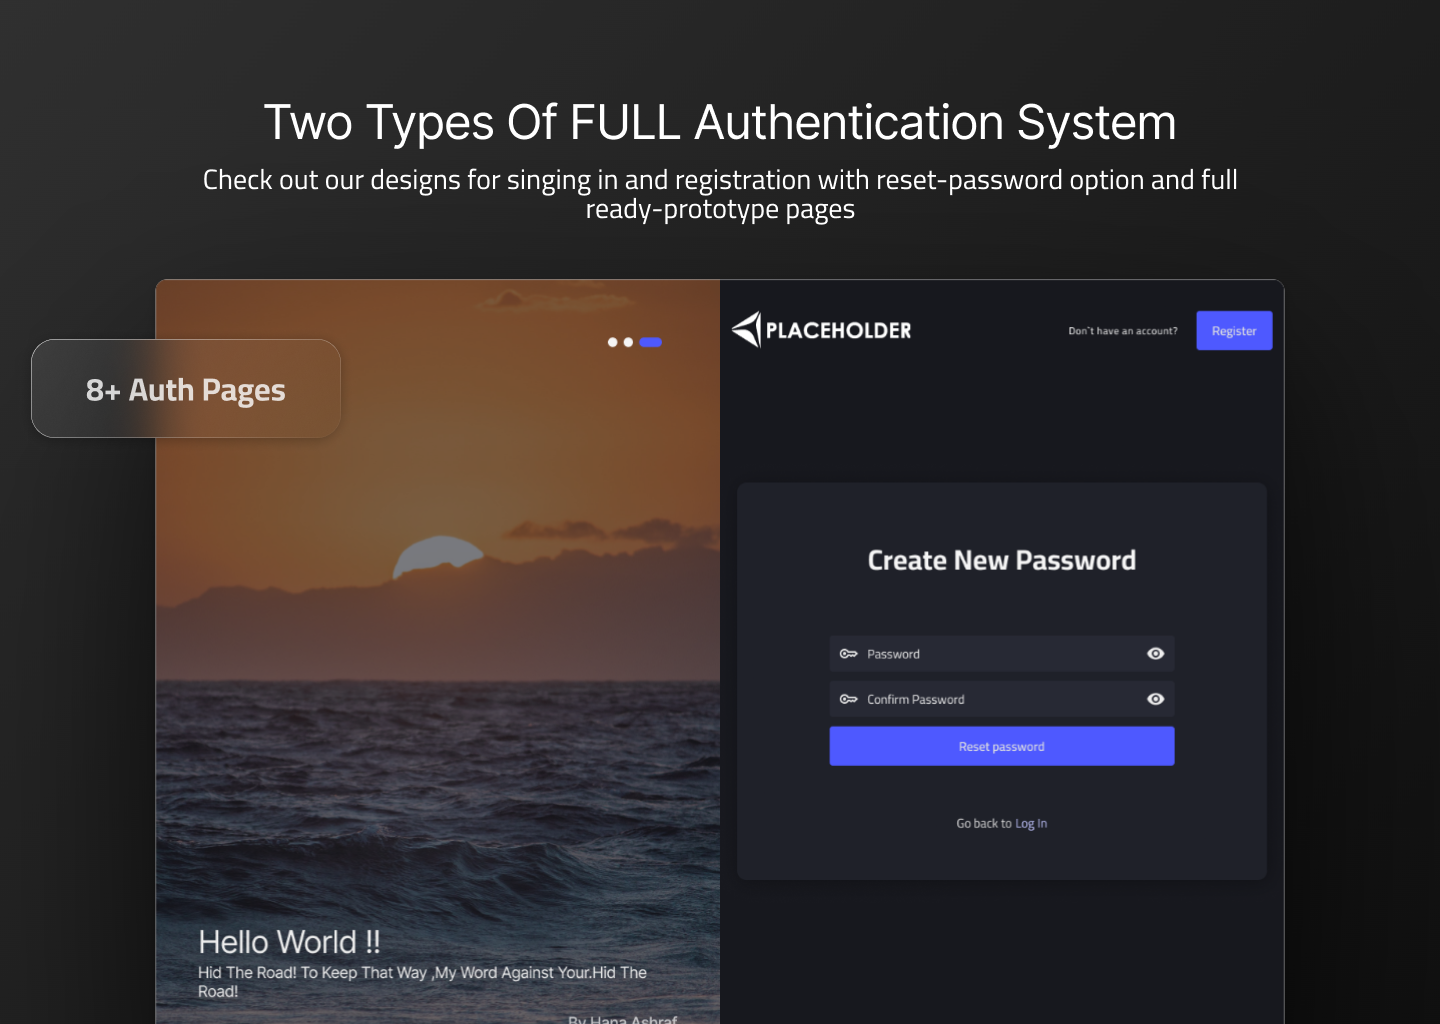 Two Types Of FULL Authentication System
Check out our designs for singing in and registration with reset-password option and full
ready-prototype pages
8+ Auth Pages
PLACEHOLDER
Don't have an account?
Register
Create New Password
Password
Confirm Password
Reset password
Go back to Log In
Hello World !!
Hid The Road! To Keep That Way ,My Word Against Your.Hid The
Road!
By Hana Ashraf